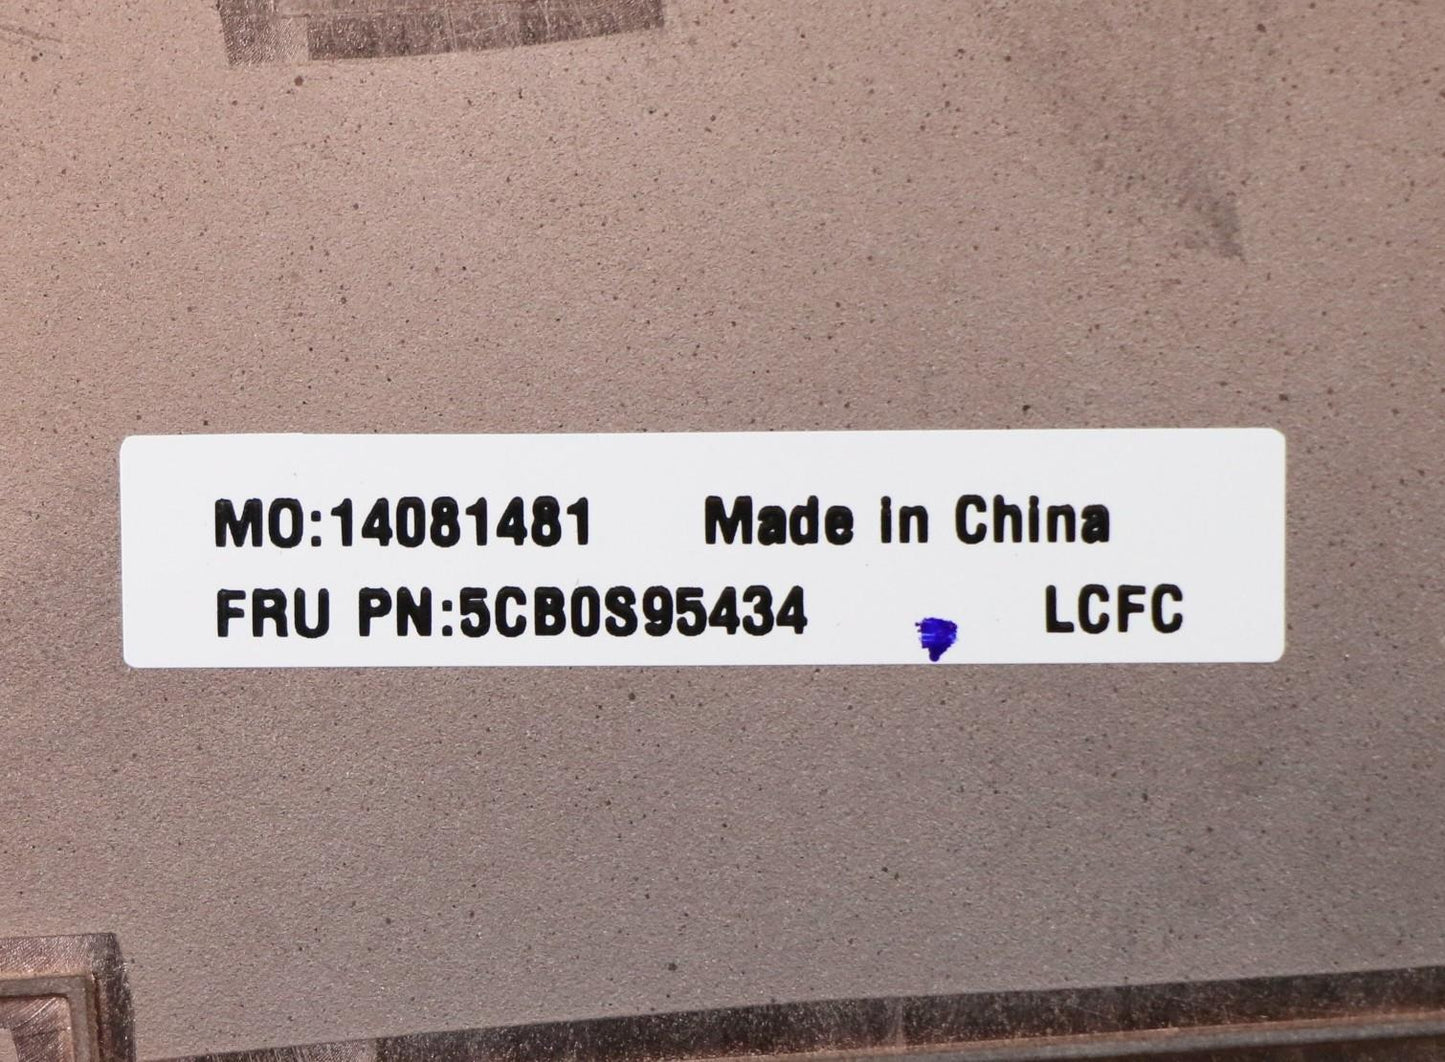 MO:14081481 Made in China
FRU PN:5CB0S95434 LCFC